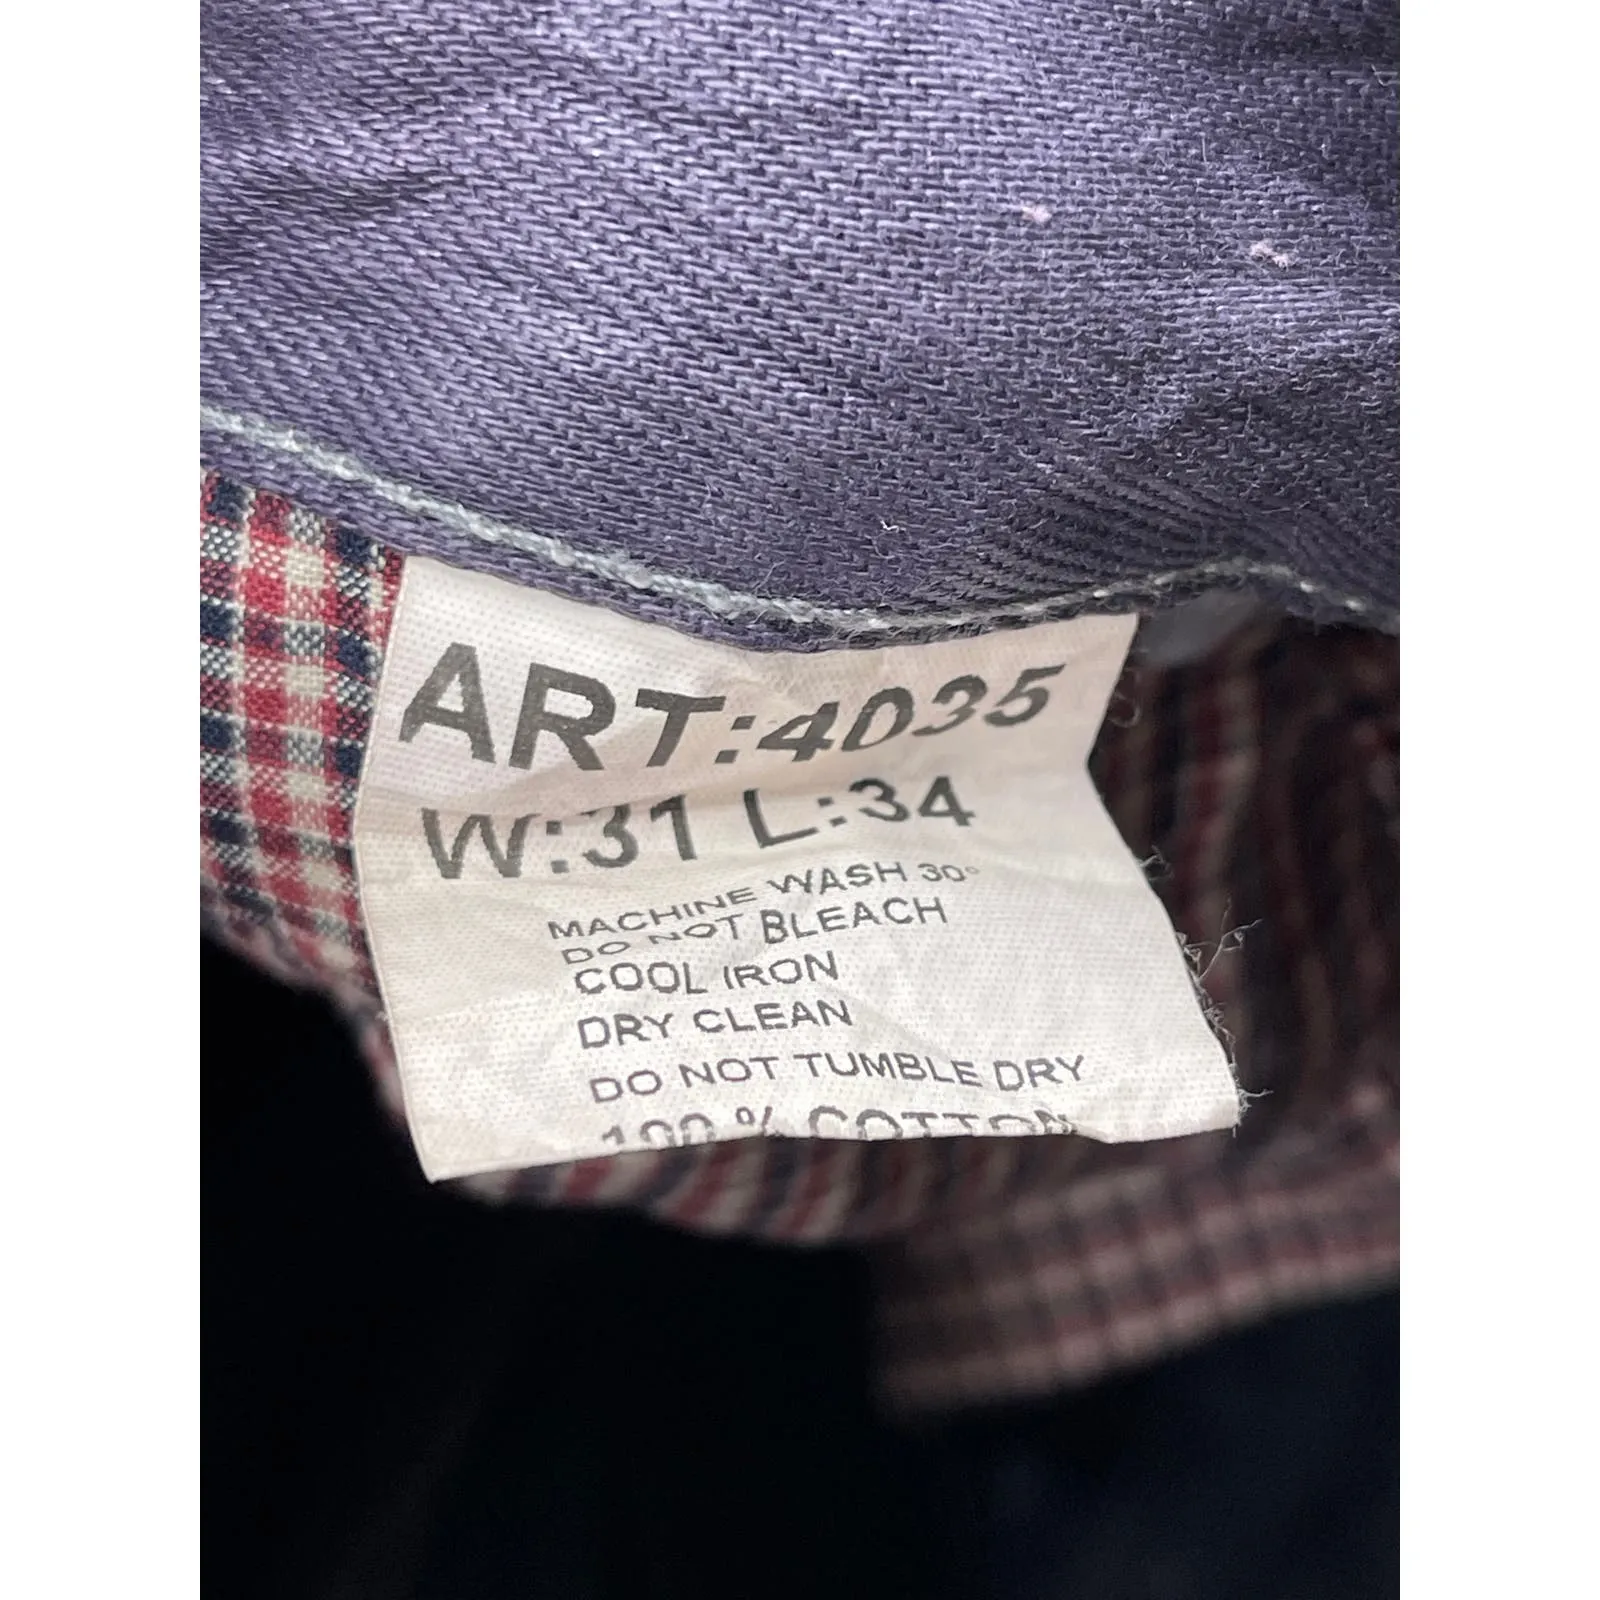 ART:4035
W:31 L:34
MACHINE WASH 30°
DO NOT BLEACH
COOL IRON
DRY CLEAN
DO NOT TUMBLE DRY
100 % COTTON